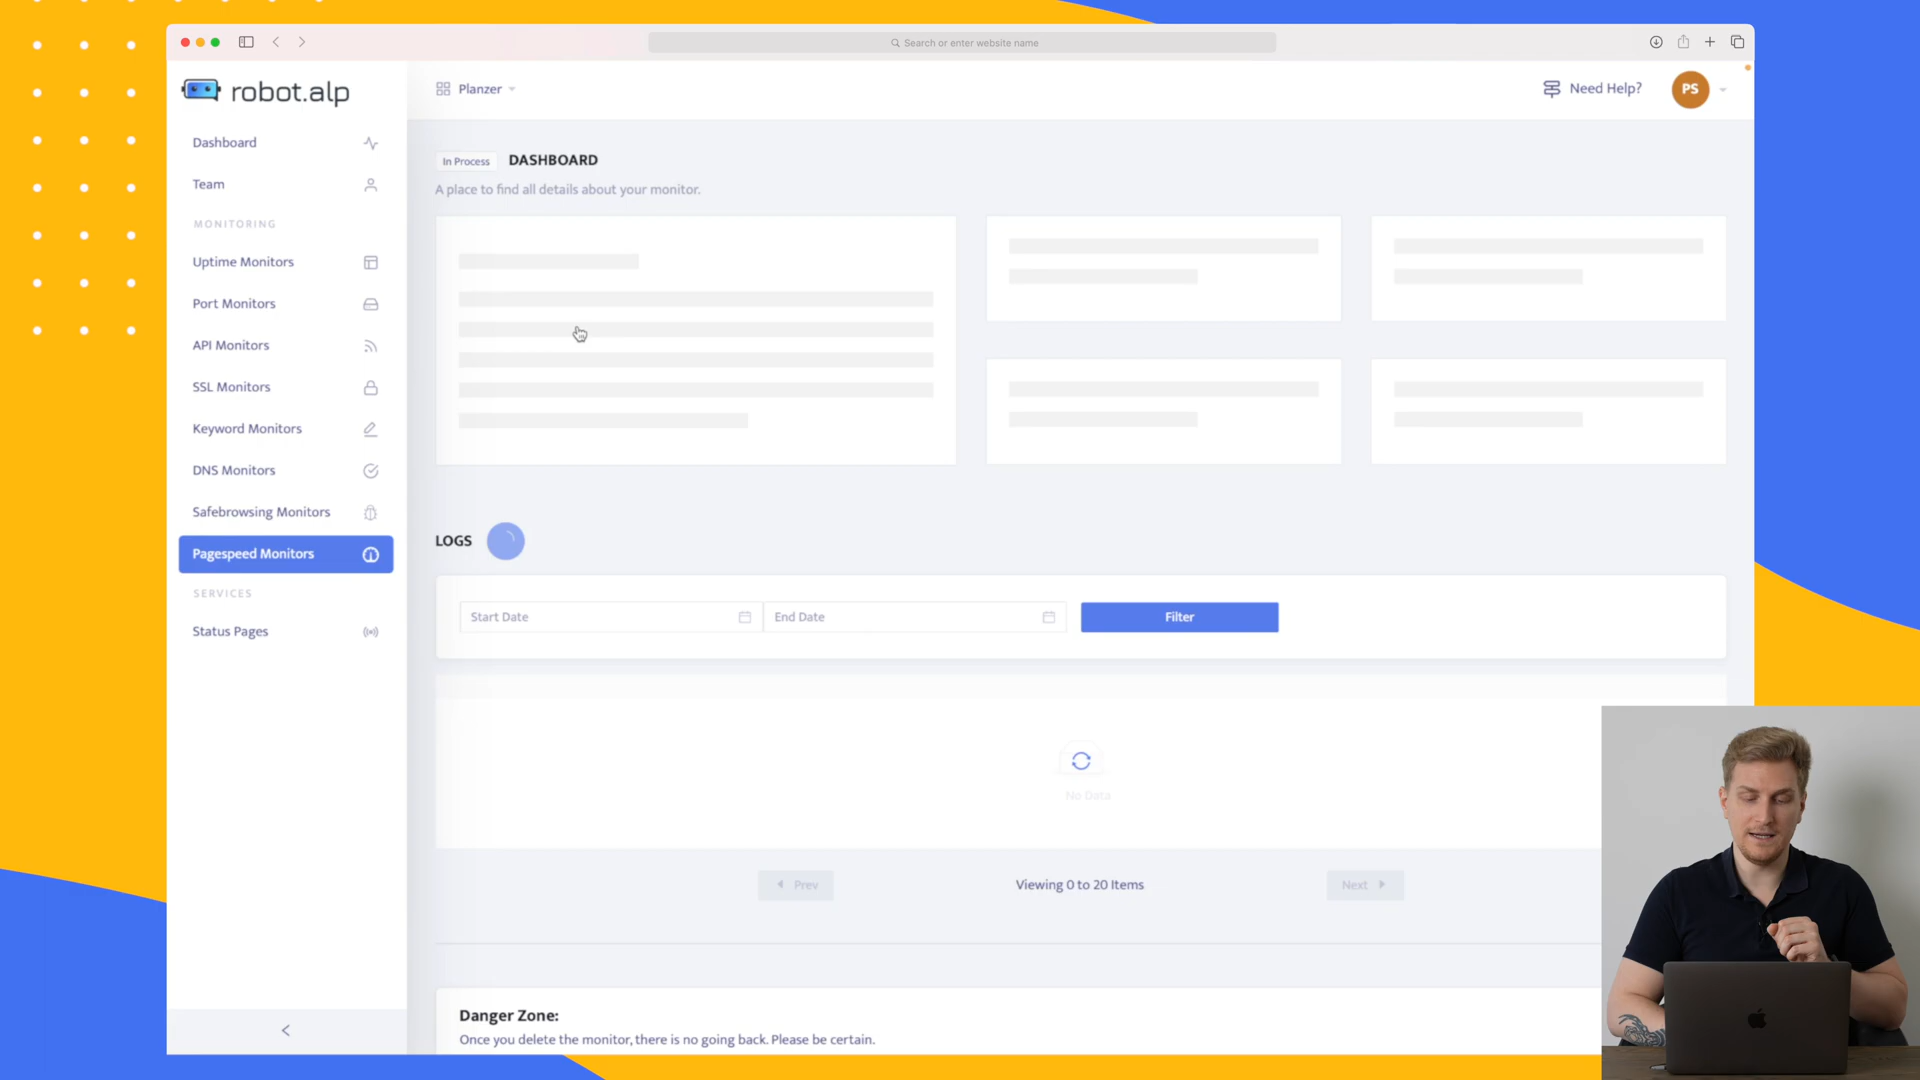 Search or enter website name
robot.alp
Planzer
Need Help?
PS
Dashboard
Team
MONITORING
Uptime Monitors
Port Monitors
API Monitors
SSL Monitors
Keyword Monitors
DNS Monitors
Safebrowsing Monitors
Pagespeed Monitors
SERVICES
Status Pages
In Process
DASHBOARD
A place to find all details about your monitor.
LOGS
Start Date
End Date
Filter
No Data
Prev
Viewing 0 to 20 Items
Next
Danger Zone:
Once you delete the monitor, there is no going back. Please be certain.